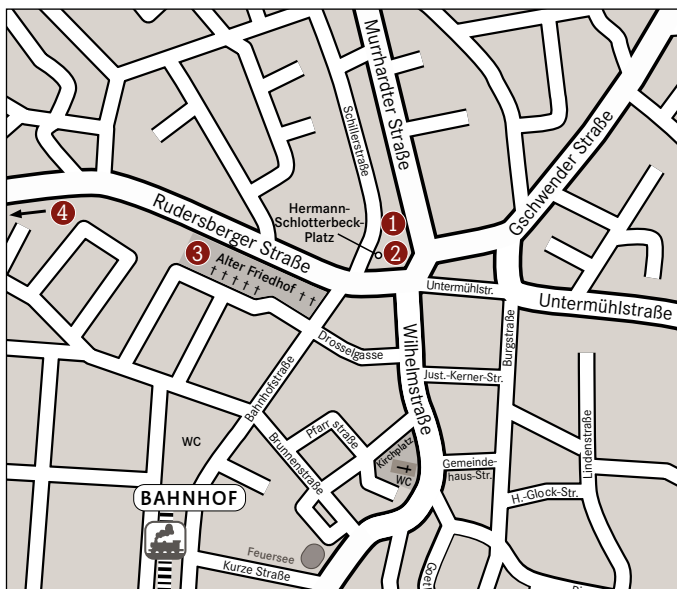 Murrhardter Straße
Gschwender Straße
Schillerstraße
Hermann-
Schlotterbeck-
Platz
1
2
4
Rudersberger Straße
3
Alter Friedhof
Untermühlstr.
Untermühlstraße
Wilhelmstraße
Burgstraße
Drosselgasse
Just.-Kerner-Str.
Bahnhofstraße
Lindenstraße
Pfarrstraße
Brunnenstraße
WC
Kirchplatz
WC
Gemeinde-
haus-Str.
H.-Glock-Str.
BAHNHOF
Feuersee
Kurze Straße